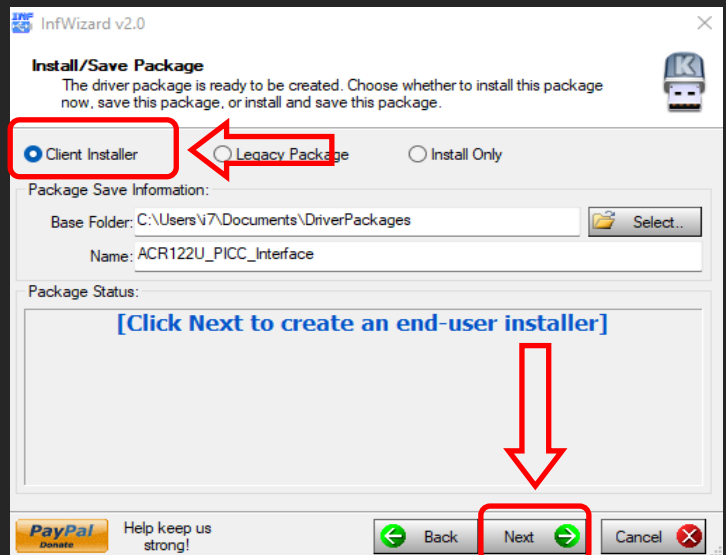 INF
InfWizard v2.0
Install/Save Package
The driver package is ready to be created. Choose whether to install this package
now, save this package, or install and save this package.
K
Client Installer Legacy Package Install Only
Package Save Information:
Base Folder: C:\Users\i7\Documents\DriverPackages Select..
Name: ACR122U_PICC_Interface
Package Status:
[Click Next to create an end-user installer]
PayPal
Donate
Help keep us
strong!
Back Next Cancel